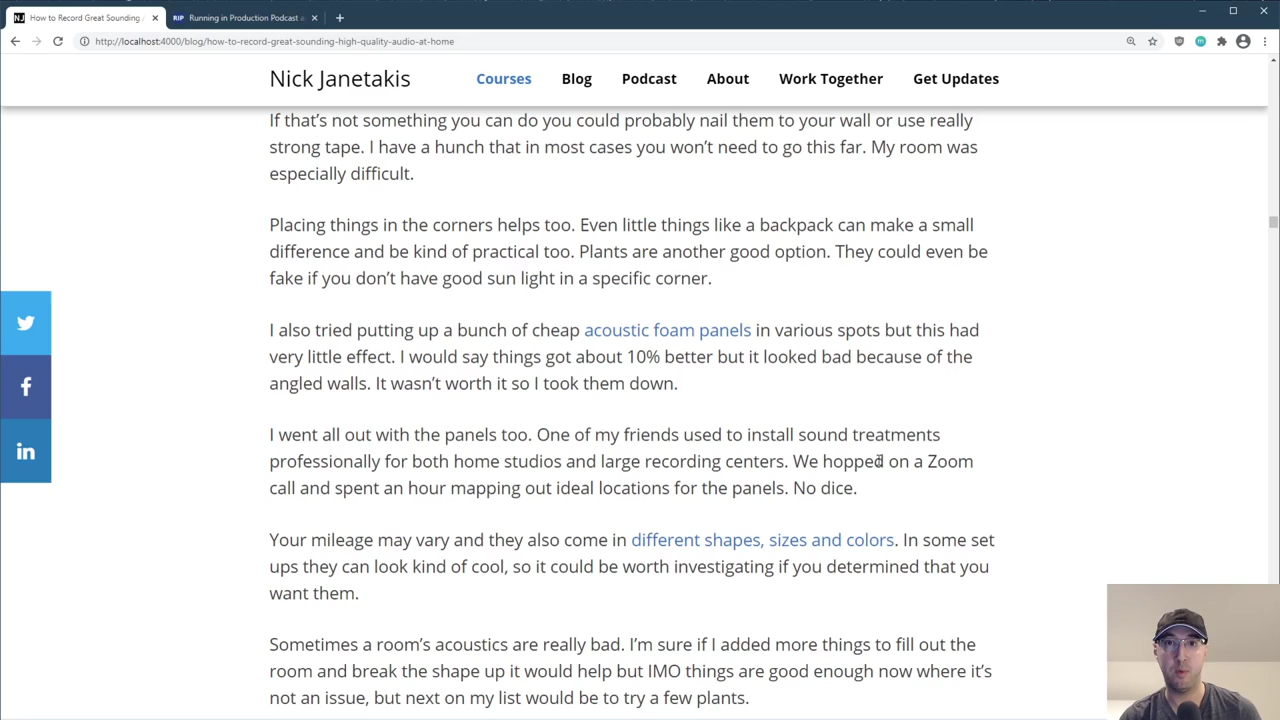 How to Record Great Sounding
Running in Production Podcast a
http://localhost:4000/blog/how-to-record-great-sounding-high-quality-audio-at-home
Nick Janetakis
Courses
Blog
Podcast
About
Work Together
Get Updates
If that's not something you can do you could probably nail them to your wall or use really
strong tape. I have a hunch that in most cases you won't need to go this far. My room was
especially difficult.
Placing things in the corners helps too. Even little things like a backpack can make a small
difference and be kind of practical too. Plants are another good option. They could even be
fake if you don't have good sun light in a specific corner.
I also tried putting up a bunch of cheap acoustic foam panels in various spots but this had
very little effect. I would say things got about 10% better but it looked bad because of the
angled walls. It wasn't worth it so I took them down.
I went all out with the panels too. One of my friends used to install sound treatments
professionally for both home studios and large recording centers. We hopped on a Zoom
call and spent an hour mapping out ideal locations for the panels. No dice.
Your mileage may vary and they also come in different shapes, sizes and colors. In some set
ups they can look kind of cool, so it could be worth investigating if you determined that you
want them.
Sometimes a room's acoustics are really bad. I'm sure if I added more things to fill out the
room and break the shape up it would help but IMO things are good enough now where it's
not an issue, but next on my list would be to try a few plants.